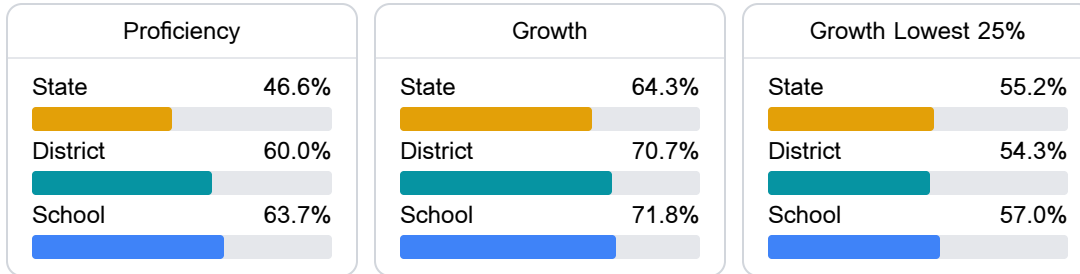 Proficiency
State 46.6%
District 60.0%
School 63.7%
Growth
State 64.3%
District 70.7%
School 71.8%
Growth Lowest 25%
State 55.2%
District 54.3%
School 57.0%